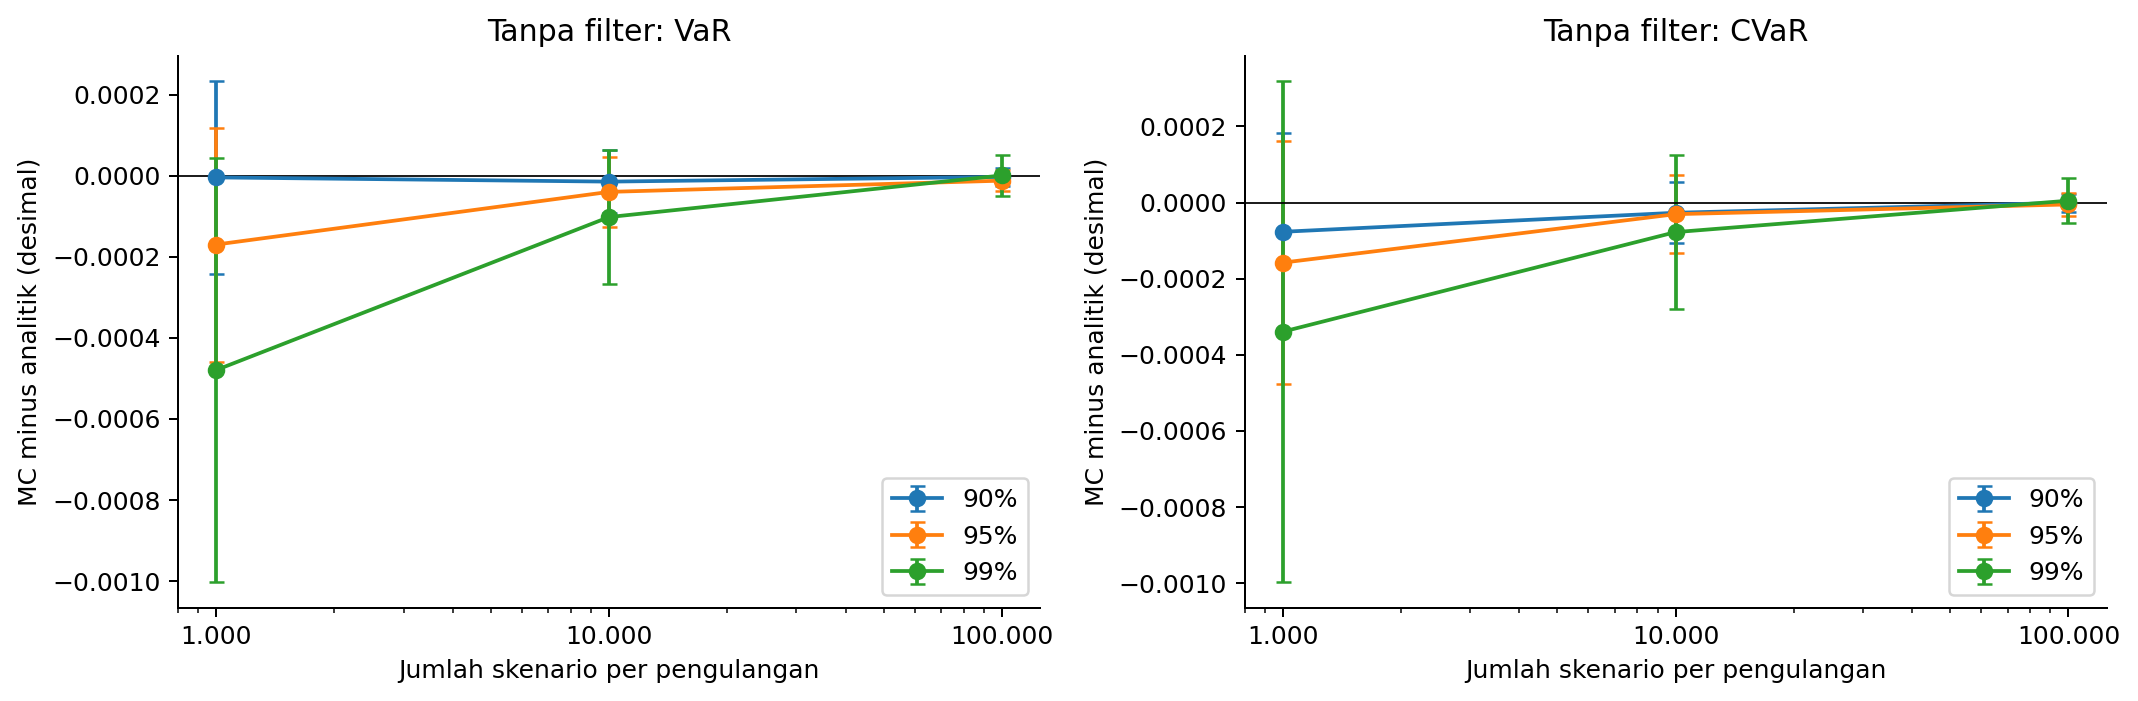 Tanpa filter: VaR
MC minus analitik (desimal)
0.0002
0.0000
−0.0002
−0.0004
−0.0006
−0.0008
−0.0010
90%
95%
99%
1.000 10.000 100.000
Jumlah skenario per pengulangan
Tanpa filter: CVaR
MC minus analitik (desimal)
0.0002
0.0000
−0.0002
−0.0004
−0.0006
−0.0008
−0.0010
90%
95%
99%
1.000 10.000 100.000
Jumlah skenario per pengulangan